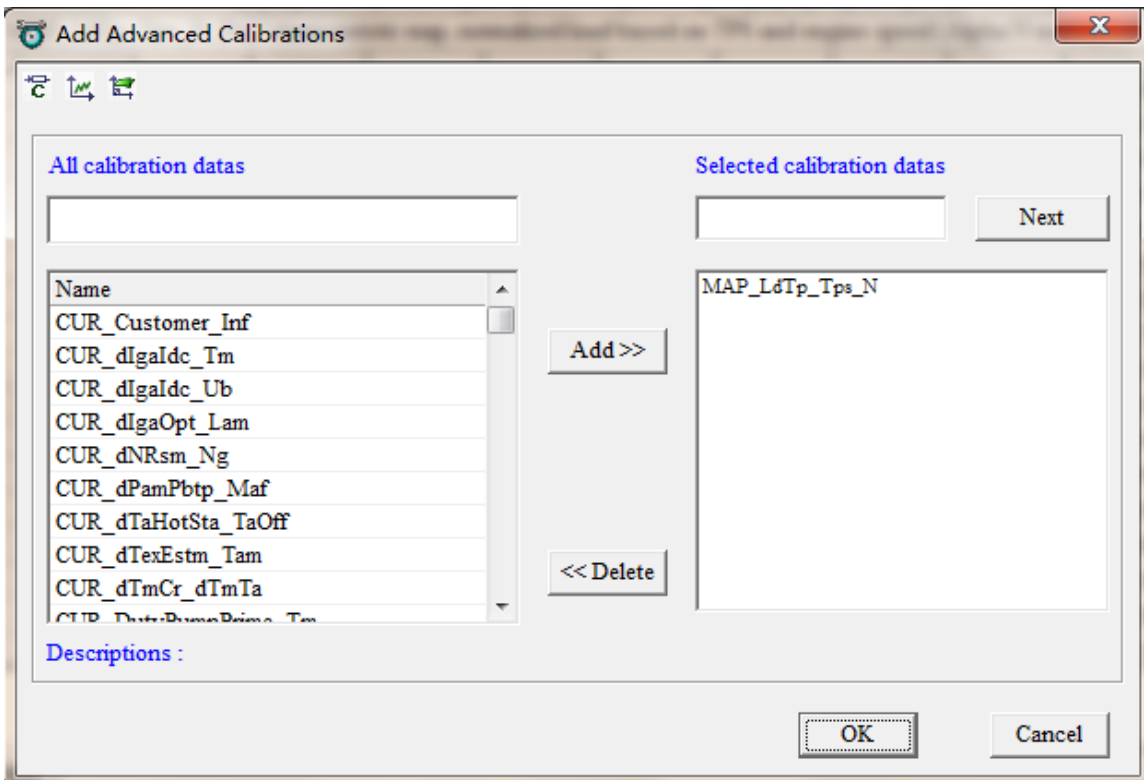 Add Advanced Calibrations
All calibration datas
Selected calibration datas
Next
Name
CUR_Customer_Inf
CUR_dIgaIdc_Tm
CUR_dIgaIdc_Ub
CUR_dIgaOpt_Lam
CUR_dNRsm_Ng
CUR_dPamPbtp_Maf
CUR_dTaHotSta_TaOff
CUR_dTexEstm_Tam
CUR_dTmCr_dTmTa
CUR_DutyPumpPrime_Tm
Add >>
<< Delete
MAP_LdTp_Tps_N
Descriptions :
OK
Cancel